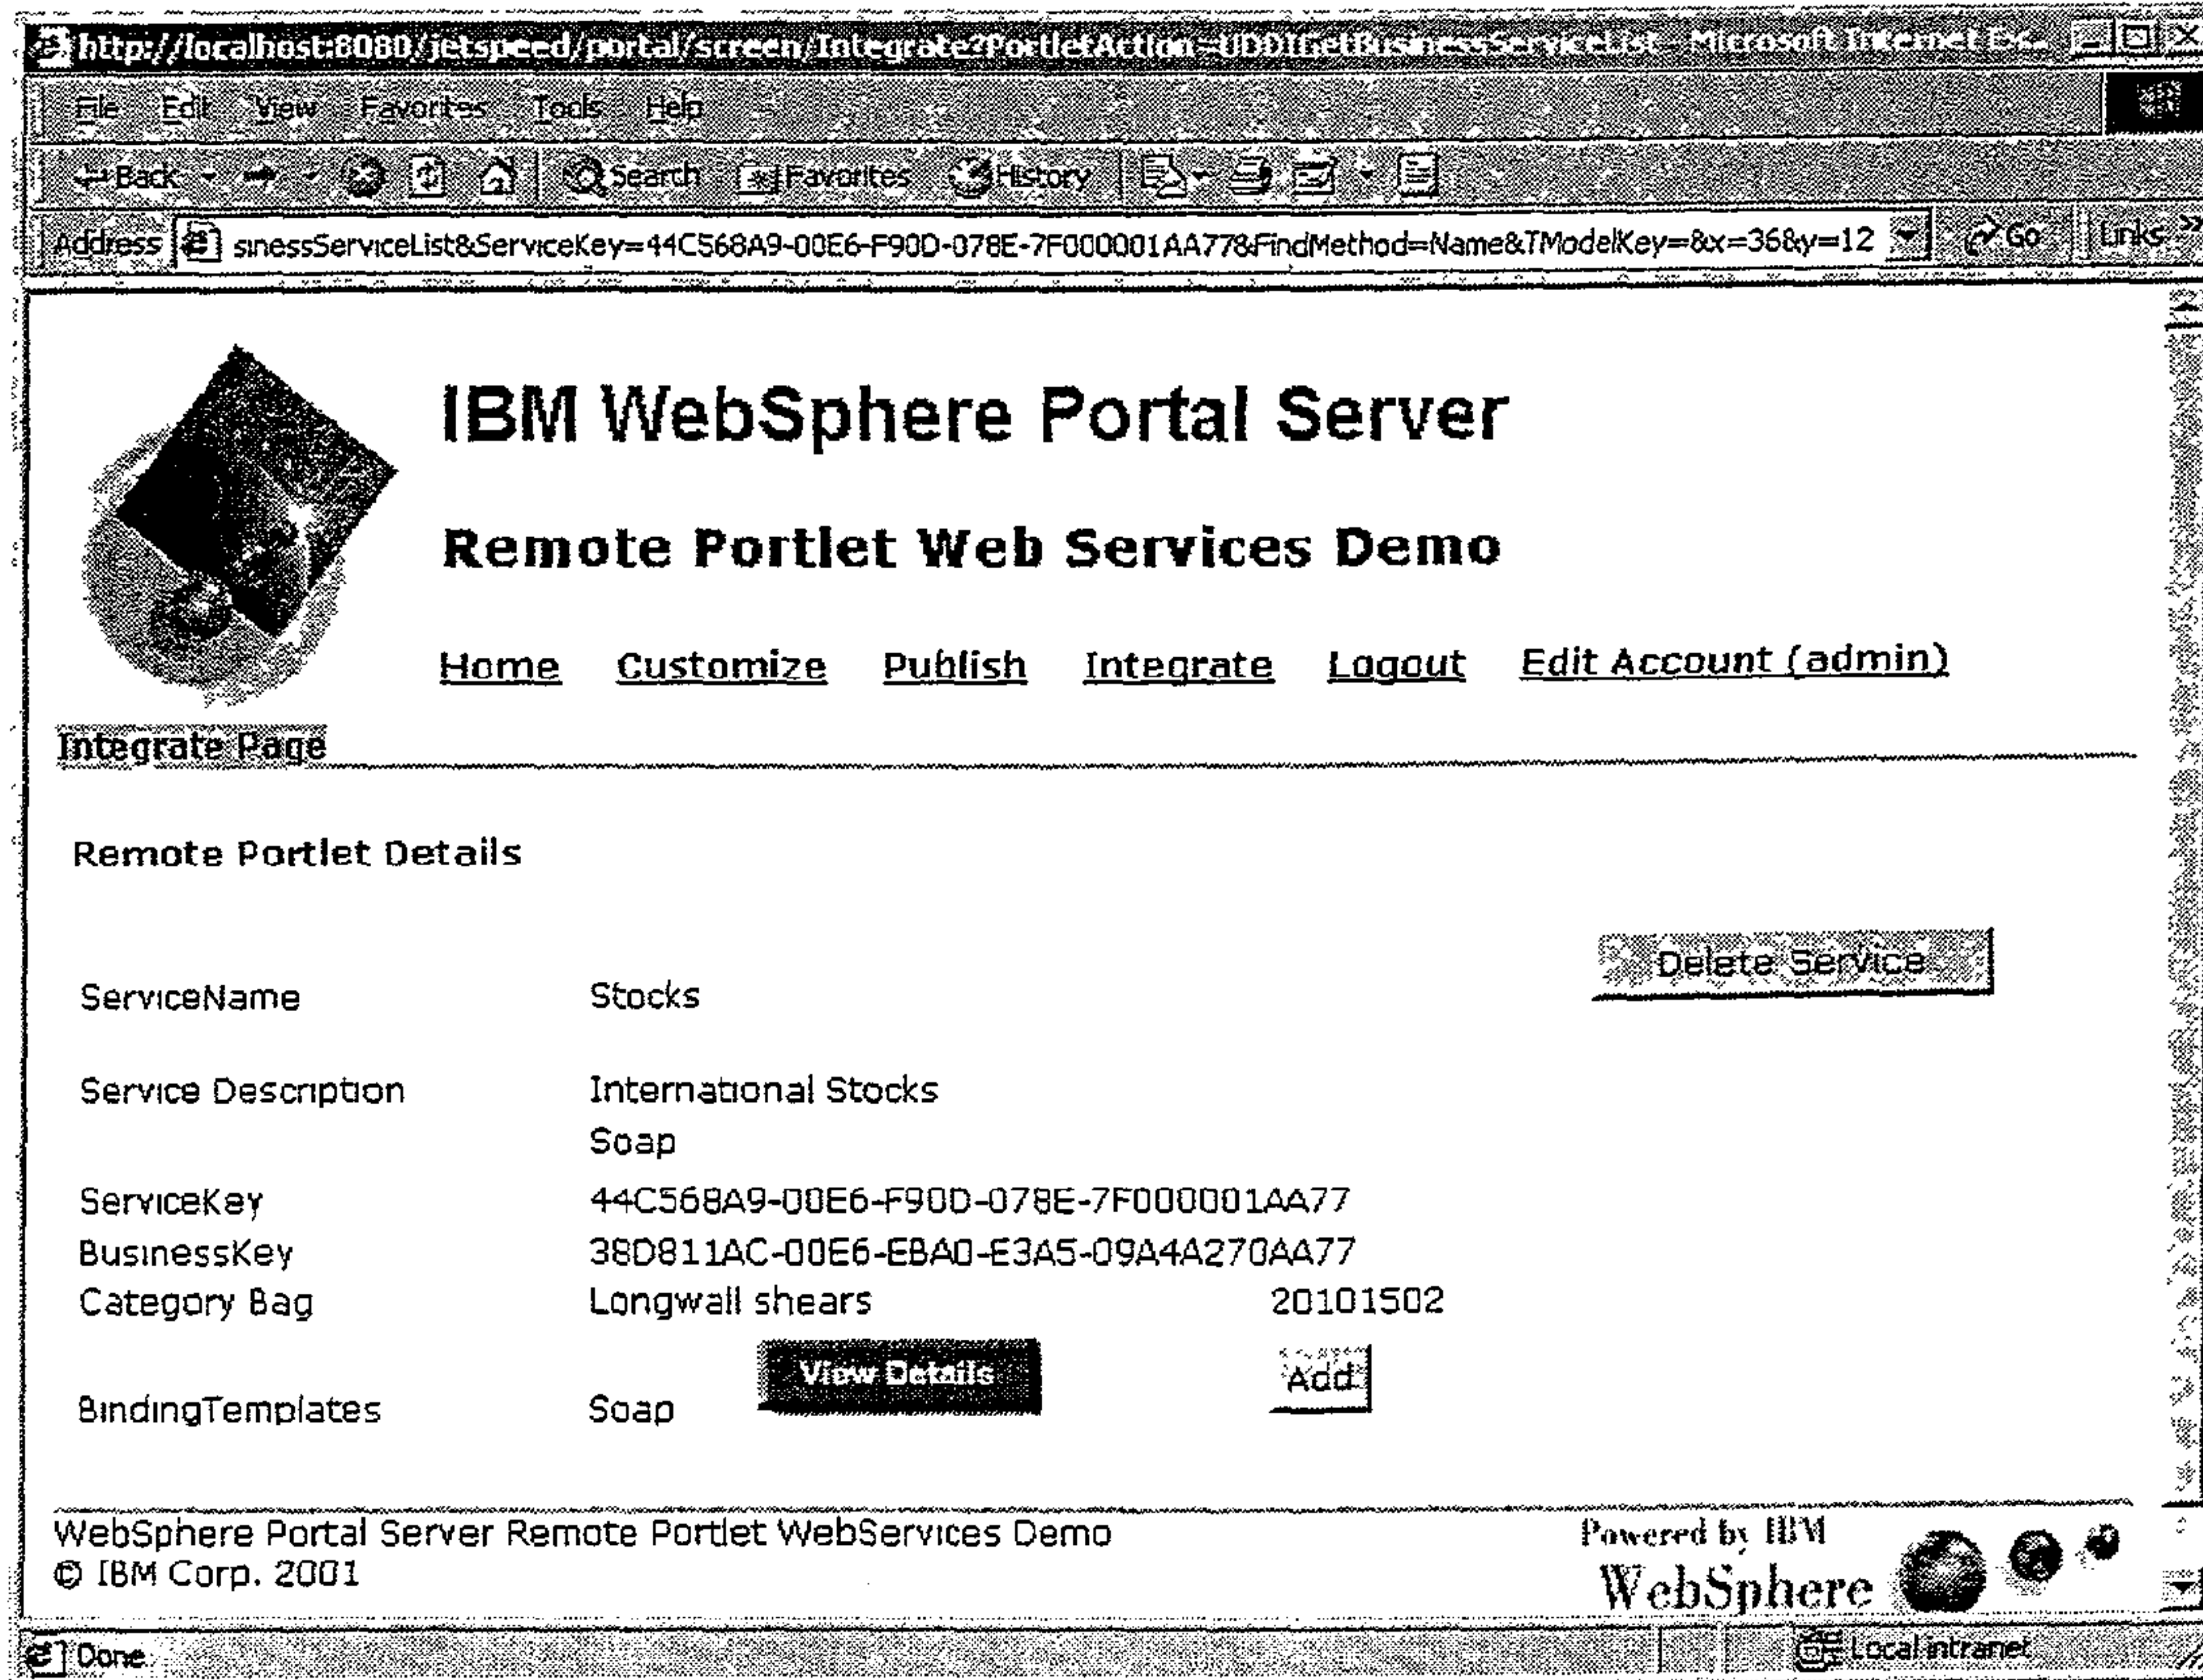 http://localhost:8080/jetspeed/portal/screen/Integrate?PortletAction=UDDIGetBusinessServiceList - Microsoft Internet Ex...
File Edit View Favorites Tools Help
Back Search Favorites History
Address sinessServiceList&ServiceKey=44C568A9-00E6-F90D-078E-7F000001AA77&FindMethod=Name&TModelKey=&x=36&y=12 Go Links »
IBM WebSphere Portal Server
Remote Portlet Web Services Demo
Home Customize Publish Integrate Logout Edit Account (admin)
Integrate Page
Remote Portlet Details
Delete Service
ServiceName Stocks
Service Description International Stocks
Soap
ServiceKey 44C568A9-00E6-F90D-078E-7F000001AA77
BusinessKey 38D811AC-00E6-EBA0-E3A5-09A4A270AA77
Category Bag Longwall shears 20101502
View Details Add
BindingTemplates Soap
WebSphere Portal Server Remote Portlet WebServices Demo
© IBM Corp. 2001
Powered by IBM
WebSphere
Done Local intranet